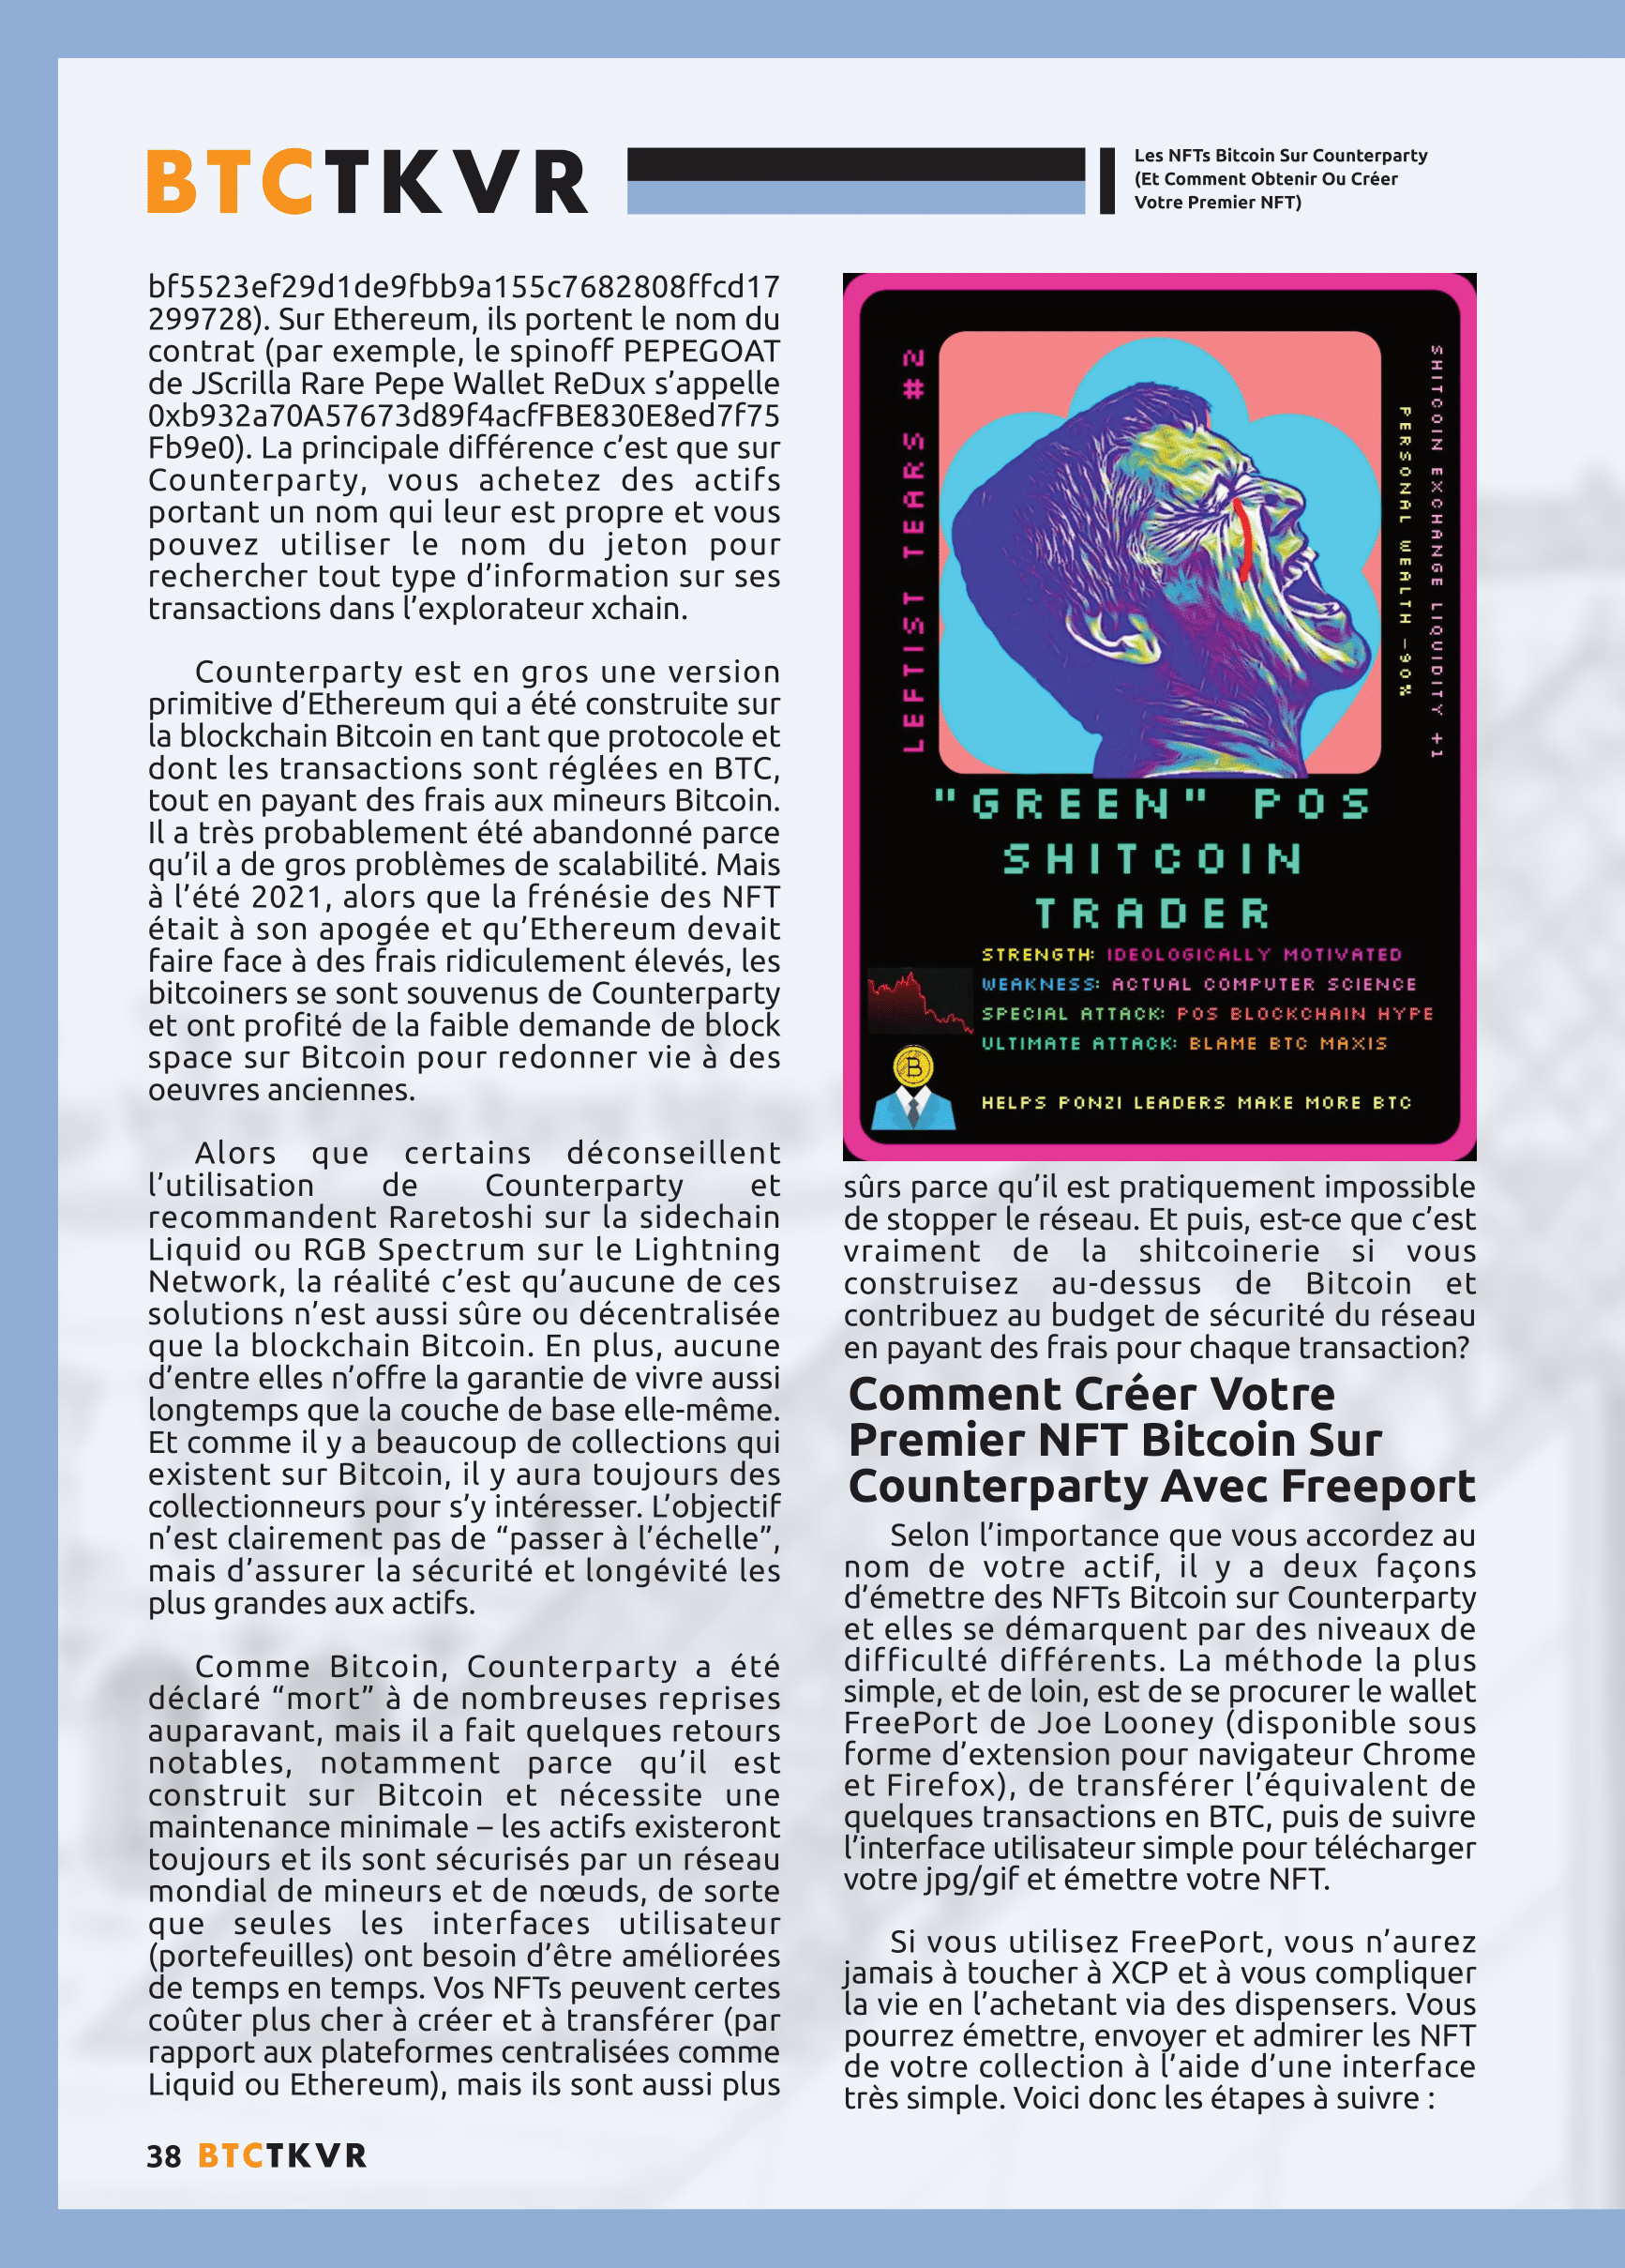 BTCTKVR
Les NFTs Bitcoin Sur Counterparty
(Et Comment Obtenir Ou Créer
Votre Premier NFT)
bf5523ef29d1de9fbb9a155c7682808ffcd17
299728). Sur Ethereum, ils portent le nom du
contrat (par exemple, le spinoff PEPEGOAT
de JScrilla Rare Pepe Wallet ReDux s’appelle
0xb932a70A57673d89f4acfFBE830E8ed7f75
Fb9e0). La principale différence c’est que sur
Counterparty, vous achetez des actifs
portant un nom qui leur est propre et vous
pouvez utiliser le nom du jeton pour
rechercher tout type d’information sur ses
transactions dans l’explorateur xchain.
Counterparty est en gros une version
primitive d’Ethereum qui a été construite sur
la blockchain Bitcoin en tant que protocole et
dont les transactions sont réglées en BTC,
tout en payant des frais aux mineurs Bitcoin.
Il a très probablement été abandonné parce
qu’il a de gros problèmes de scalabilité. Mais
à l’été 2021, alors que la frénésie des NFT
était à son apogée et qu’Ethereum devait
faire face à des frais ridiculement élevés, les
bitcoiners se sont souvenus de Counterparty
et ont profité de la faible demande de block
space sur Bitcoin pour redonner vie à des
oeuvres anciennes.
Alors que certains déconseillent
l’utilisation de Counterparty et
recommandent Raretoshi sur la sidechain
Liquid ou RGB Spectrum sur le Lightning
Network, la réalité c’est qu’aucune de ces
solutions n’est aussi sûre ou décentralisée
que la blockchain Bitcoin. En plus, aucune
d’entre elles n’offre la garantie de vivre aussi
longtemps que la couche de base elle-même.
Et comme il y a beaucoup de collections qui
existent sur Bitcoin, il y aura toujours des
collectionneurs pour s’y intéresser. L’objectif
n’est clairement pas de “passer à l’échelle”,
mais d’assurer la sécurité et longévité les
plus grandes aux actifs.
Comme Bitcoin, Counterparty a été
déclaré “mort” à de nombreuses reprises
auparavant, mais il a fait quelques retours
notables, notamment parce qu’il est
construit sur Bitcoin et nécessite une
maintenance minimale – les actifs existeront
toujours et ils sont sécurisés par un réseau
mondial de mineurs et de nœuds, de sorte
que seules les interfaces utilisateur
(portefeuilles) ont besoin d’être améliorées
de temps en temps. Vos NFTs peuvent certes
coûter plus cher à créer et à transférer (par
rapport aux plateformes centralisées comme
Liquid ou Ethereum), mais ils sont aussi plus
LEFTIST TEARS #2
SHITCOIN EXCHANGE LIQUIDITY +1
PERSONAL WEALTH -90%
"GREEN" POS
SHITCOIN
TRADER
STRENGTH: IDEOLOGICALLY MOTIVATED
WEAKNESS: ACTUAL COMPUTER SCIENCE
SPECIAL ATTACK: POS BLOCKCHAIN HYPE
ULTIMATE ATTACK: BLAME BTC MAXIS
HELPS PONZI LEADERS MAKE MORE BTC
sûrs parce qu’il est pratiquement impossible
de stopper le réseau. Et puis, est-ce que c’est
vraiment de la shitcoinerie si vous
construisez au-dessus de Bitcoin et
contribuez au budget de sécurité du réseau
en payant des frais pour chaque transaction?
Comment Créer Votre
Premier NFT Bitcoin Sur
Counterparty Avec Freeport
Selon l’importance que vous accordez au
nom de votre actif, il y a deux façons
d’émettre des NFTs Bitcoin sur Counterparty
et elles se démarquent par des niveaux de
difficulté différents. La méthode la plus
simple, et de loin, est de se procurer le wallet
FreePort de Joe Looney (disponible sous
forme d’extension pour navigateur Chrome
et Firefox), de transférer l’équivalent de
quelques transactions en BTC, puis de suivre
l’interface utilisateur simple pour télécharger
votre jpg/gif et émettre votre NFT.
Si vous utilisez FreePort, vous n’aurez
jamais à toucher à XCP et à vous compliquer
la vie en l’achetant via des dispensers. Vous
pourrez émettre, envoyer et admirer les NFT
de votre collection à l’aide d’une interface
très simple. Voici donc les étapes à suivre :
38 BTCTKVR